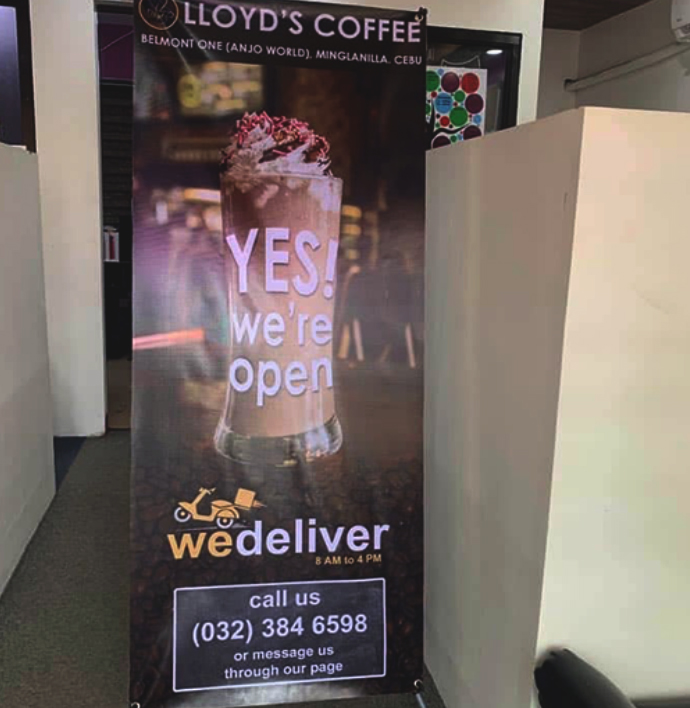 LLOYD'S COFFEE
BELMONT ONE (ANJO WORLD), MINGLANILLA. CEBU
YES!
we're
open
wedeliver
8 AM to 4 PM
call us
(032) 384 6598
or message us
through our page